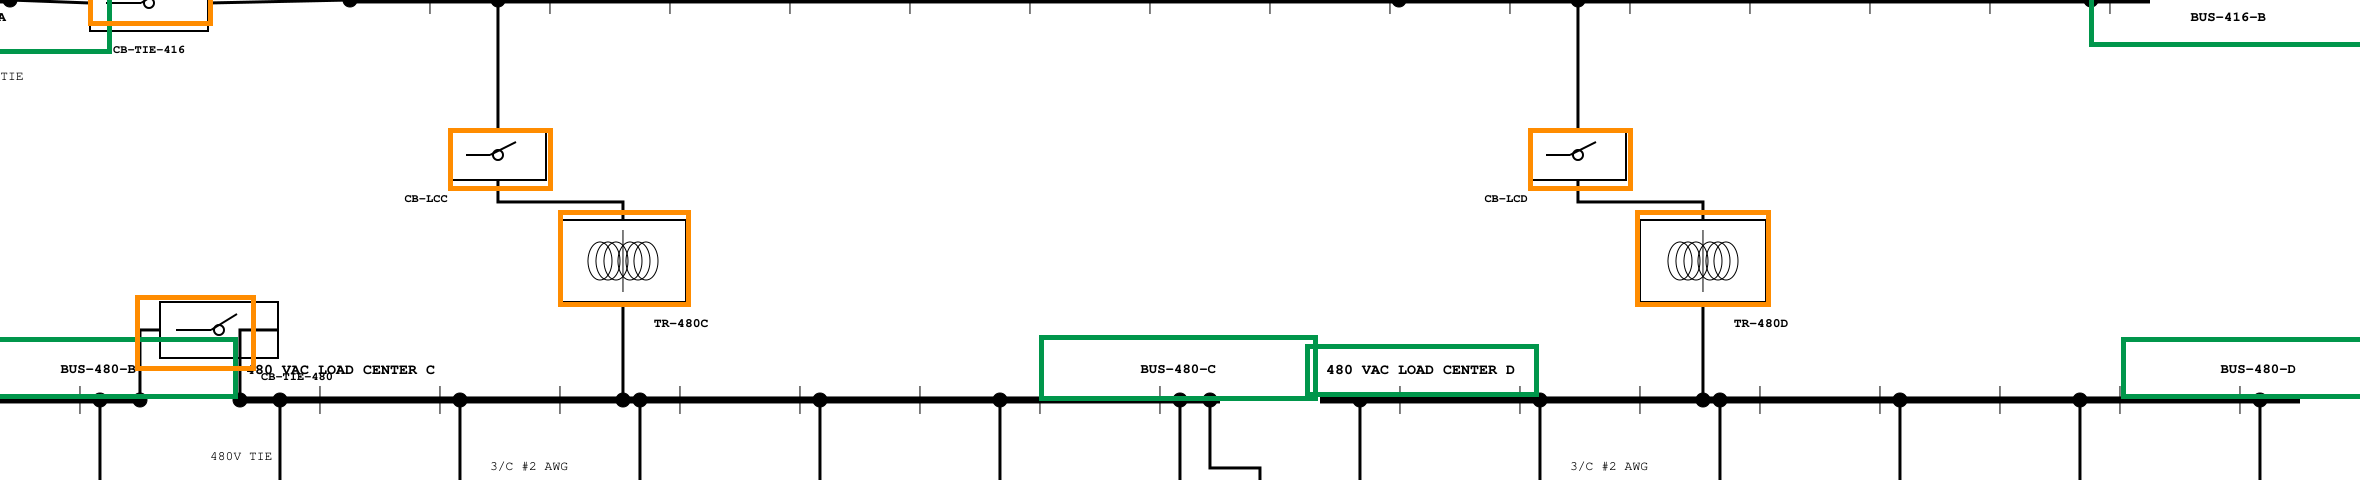 A
BUS-416-B
CB-TIE-416
TIE
CB-LCC
CB-LCD
TR-480C
TR-480D
BUS-480-B
480 VAC LOAD CENTER C
CB-TIE-480
BUS-480-C
480 VAC LOAD CENTER D
BUS-480-D
480V TIE
3/C #2 AWG
3/C #2 AWG